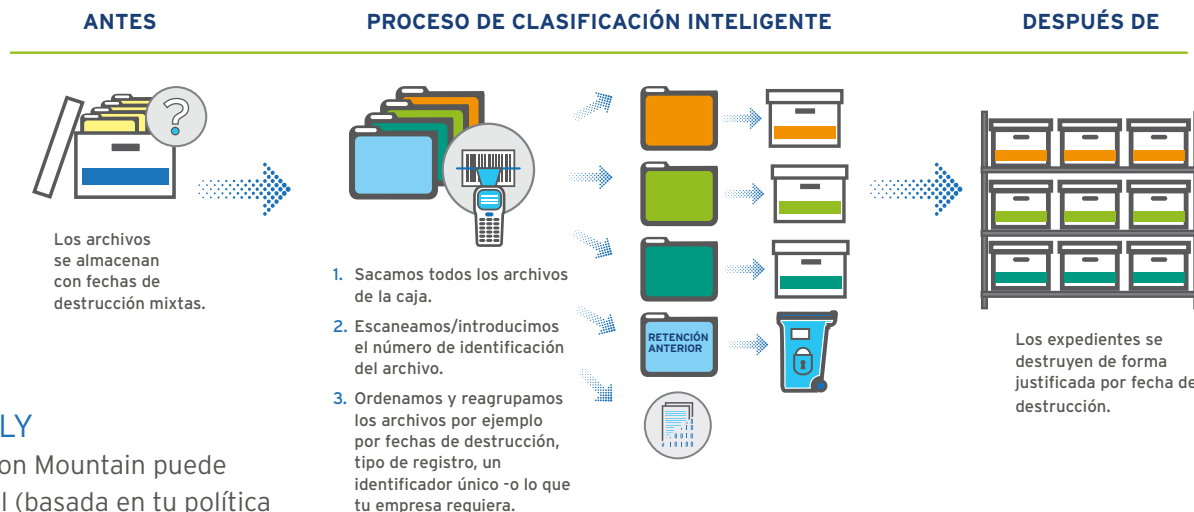 ANTES
PROCESO DE CLASIFICACIÓN INTELIGENTE
DESPUÉS DE
Los archivos
se almacenan
con fechas de
destrucción mixtas.
1. Sacamos todos los archivos
de la caja.
2. Escaneamos/introducimos
el número de identificación
del archivo.
3. Ordenamos y reagrupamos
los archivos por ejemplo
por fechas de destrucción,
tipo de registro, un
identificador único -o lo que
tu empresa requiera.
RETENCIÓN
ANTERIOR
Los expedientes se
destruyen de forma
justificada por fecha de
destrucción.
LY
on Mountain puede
l (basada en tu política